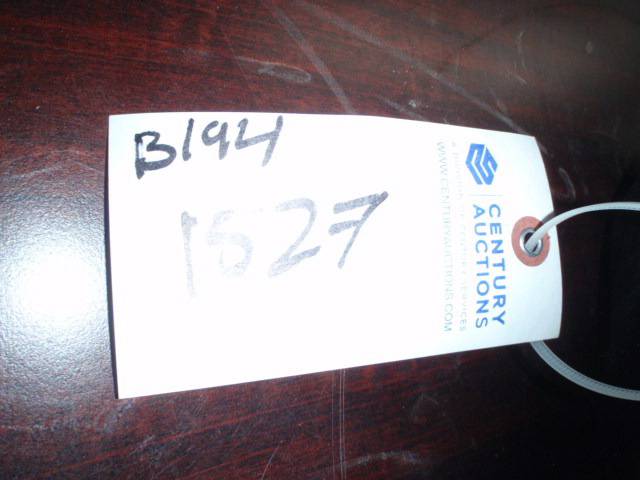 B194
1527
CENTURY
AUCTIONS
WWW.CENTURYAUCTIONS.COM